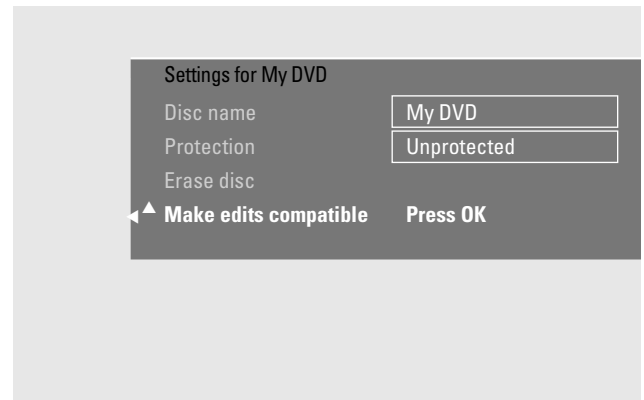 Settings for My DVD
Disc name My DVD
Protection Unprotected
Erase disc
Make edits compatible Press OK